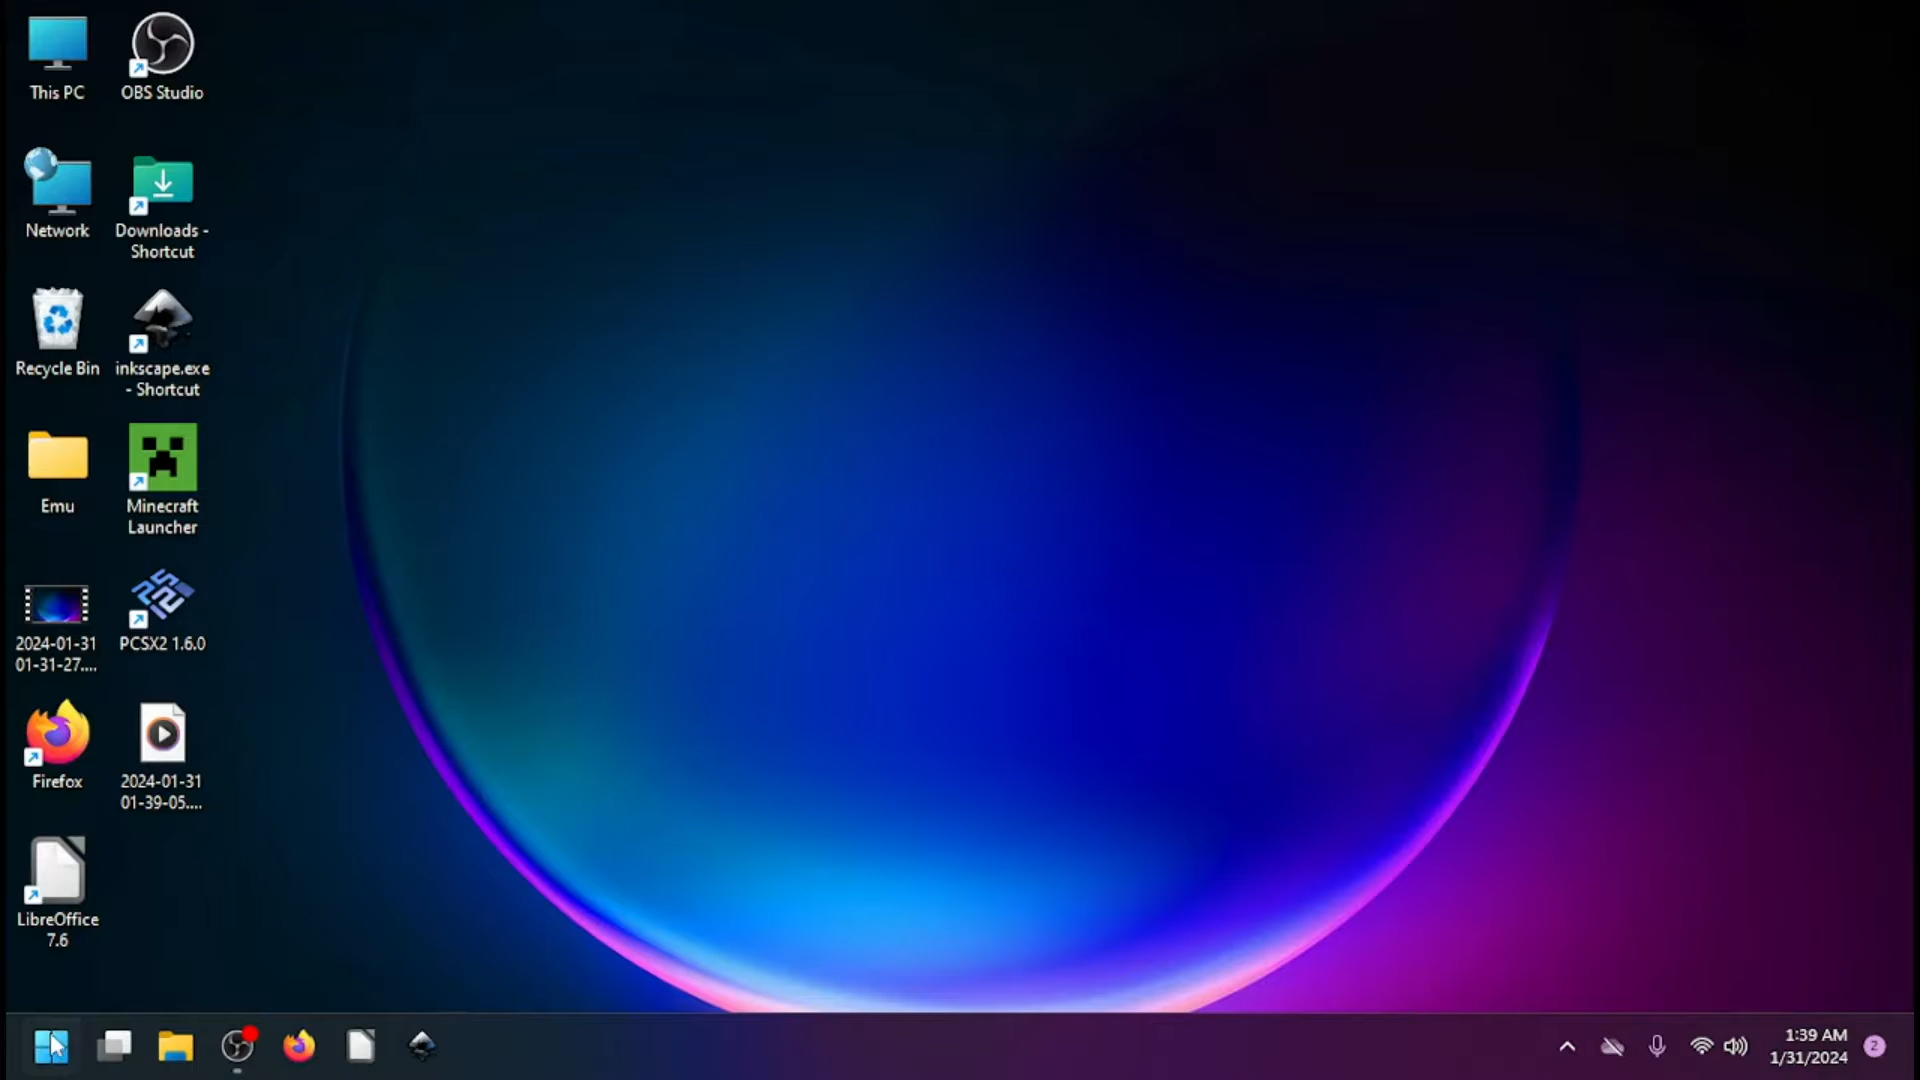 This PC
OBS Studio
Network
Downloads -
Shortcut
Recycle Bin
inkscape.exe
- Shortcut
Emu
Minecraft
Launcher
2024-01-31
01-31-27....
PCSX2 1.6.0
Firefox
2024-01-31
01-39-05....
LibreOffice
7.6
1:39 AM
1/31/2024
2